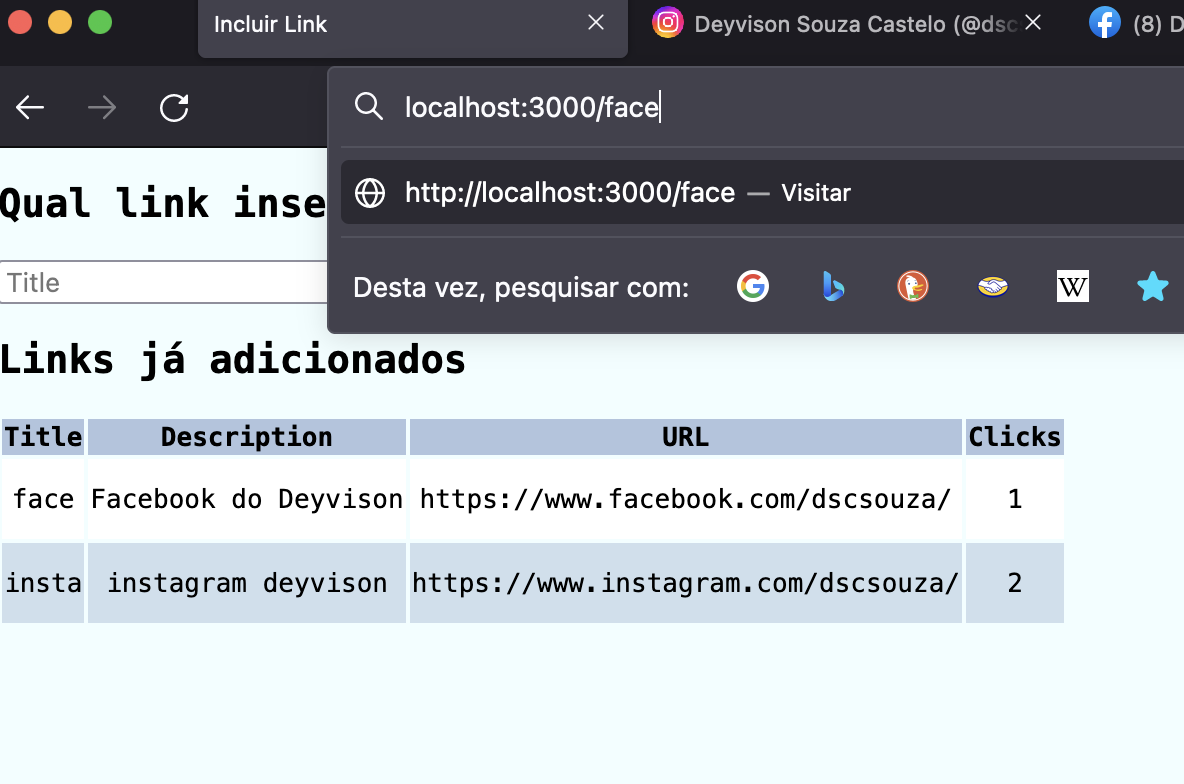 Incluir Link
Deyvison Souza Castelo (@dsc
(8) D
localhost:3000/face
http://localhost:3000/face — Visitar
Qual link inse
Title
Desta vez, pesquisar com:
W
Links já adicionados
Title Description URL Clicks
face Facebook do Deyvison https://www.facebook.com/dscsouza/ 1
insta instagram deyvison https://www.instagram.com/dscsouza/ 2